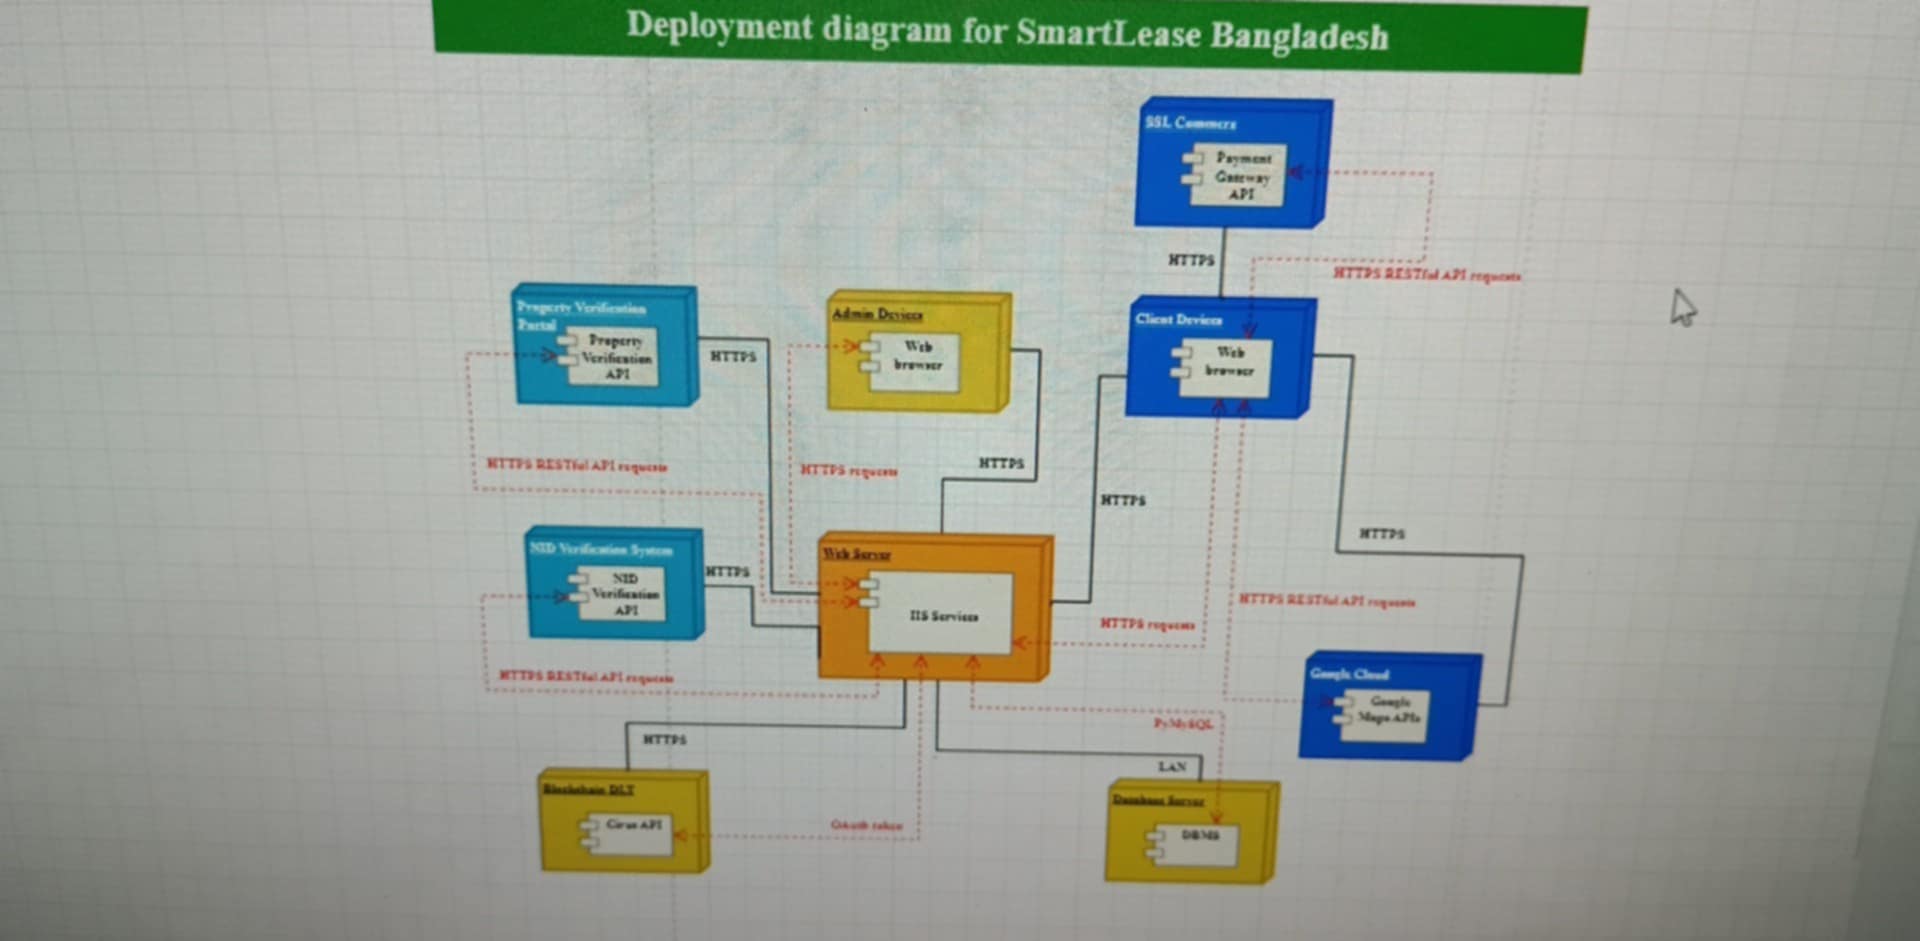 Deployment diagram for SmartLease Bangladesh
SSL Commerz
Payment
Gateway
API
HTTPS
HTTPS RESTful API requests
Property Verification
Portal
Property
Verification
API
HTTPS
Admin Devices
Web
browser
Client Devices
Web
browser
HTTPS RESTful API requests
HTTPS requests
HTTPS
HTTPS
HTTPS
NID Verification System
NID
Verification
API
HTTPS
Web Server
IIS Services
HTTPS requests
HTTPS RESTful API requests
HTTPS RESTful API requests
Google Cloud
Google
Maps APIs
PyMySQL
HTTPS
LAN
Blockchain DLT
Cirus API
OAuth token
Database Server
DBMS